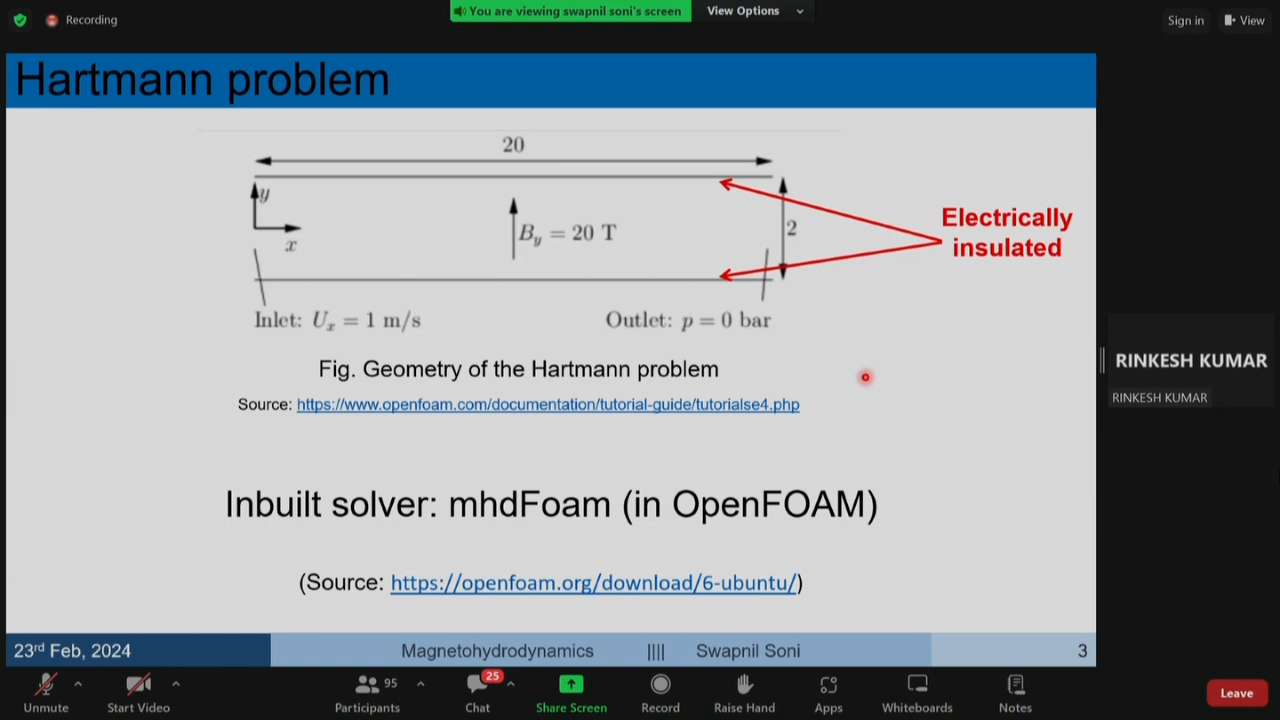 Recording
You are viewing swapnil soni's screen
View Options
Sign in
View
Hartmann problem
20
y
x
B_y = 20 T
2
Electrically
insulated
Inlet: U_x = 1 m/s
Outlet: p = 0 bar
Fig. Geometry of the Hartmann problem
Source: https://www.openfoam.com/documentation/tutorial-guide/tutorialse4.php
RINKESH KUMAR
RINKESH KUMAR
Inbuilt solver: mhdFoam (in OpenFOAM)
(Source: https://openfoam.org/download/6-ubuntu/)
23rd Feb, 2024
Magnetohydrodynamics |||| Swapnil Soni
3
Unmute
Start Video
95
Participants
25
Chat
Share Screen
Record
Raise Hand
Apps
Whiteboards
Notes
Leave